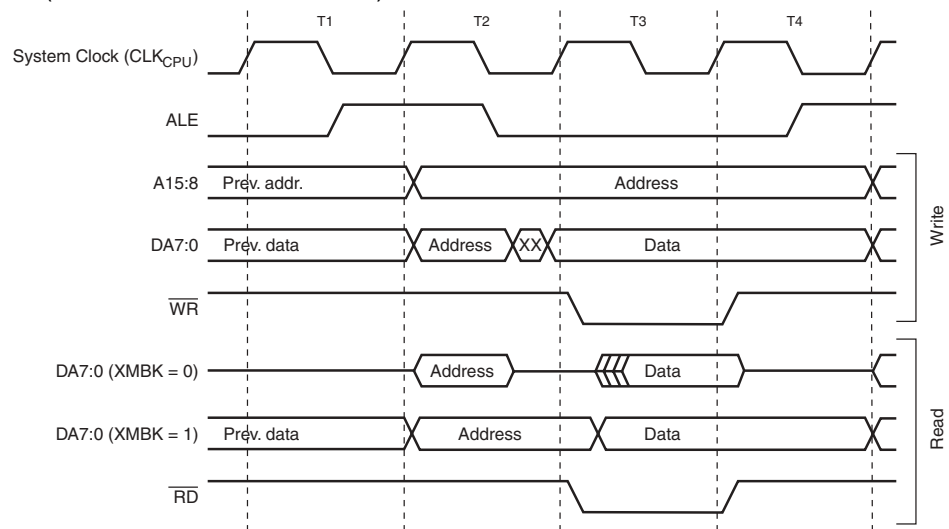 T1 T2 T3 T4
System Clock (CLKCPU)
ALE
A15:8 Prev. addr. Address
DA7:0 Prev. data Address XX Data
WR
Write
DA7:0 (XMBK = 0) Address Data
DA7:0 (XMBK = 1) Prev. data Address Data
RD
Read